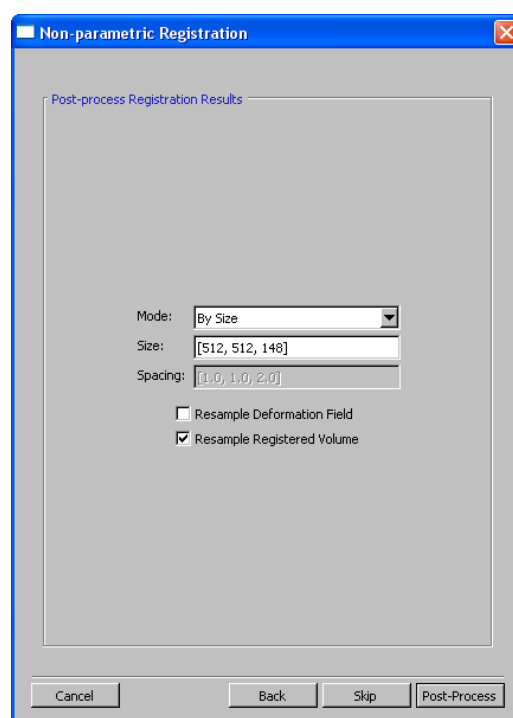 Non-parametric Registration
Post-process Registration Results
Mode: By Size
Size: [512, 512, 148]
Spacing: [1.0, 1.0, 2.0]
Resample Deformation Field
Resample Registered Volume
Cancel Back Skip Post-Process